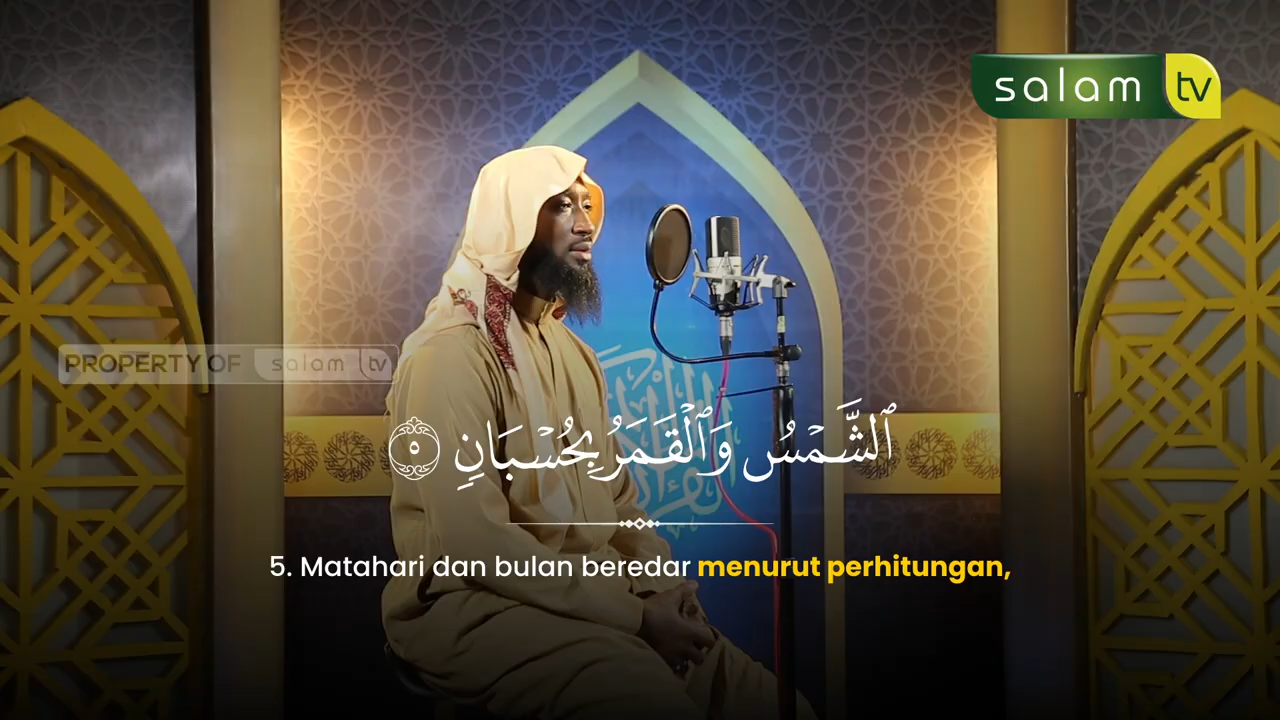 salam tv
PROPERTY OF salam tv
ٱلشَّمْسُ وَٱلْقَمَرُ بِحُسْبَانٍ ۝٥
5. Matahari dan bulan beredar menurut perhitungan,